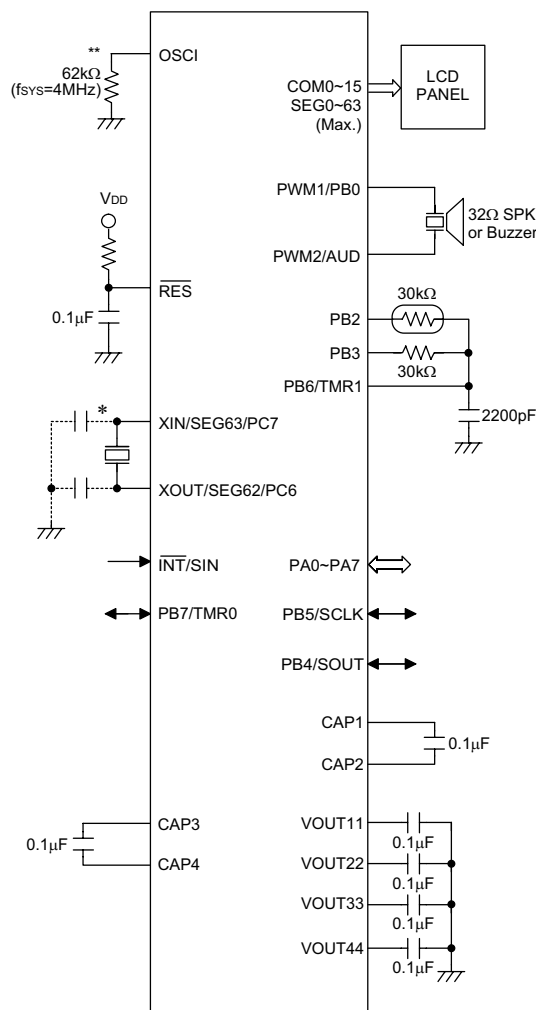 **
OSCI
62kΩ
(fSYS=4MHz)
COM0~15
SEG0~63
(Max.)
LCD
PANEL
VDD
PWM1/PB0
32Ω SPK
or Buzzer
PWM2/AUD
RES
0.1μF
30kΩ
PB2
PB3
30kΩ
PB6/TMR1
2200pF
*
XIN/SEG63/PC7
XOUT/SEG62/PC6
INT/SIN
PA0~PA7
PB7/TMR0
PB5/SCLK
PB4/SOUT
CAP1
0.1μF
CAP2
CAP3
0.1μF
CAP4
VOUT11
0.1μF
VOUT22
0.1μF
VOUT33
0.1μF
VOUT44
0.1μF